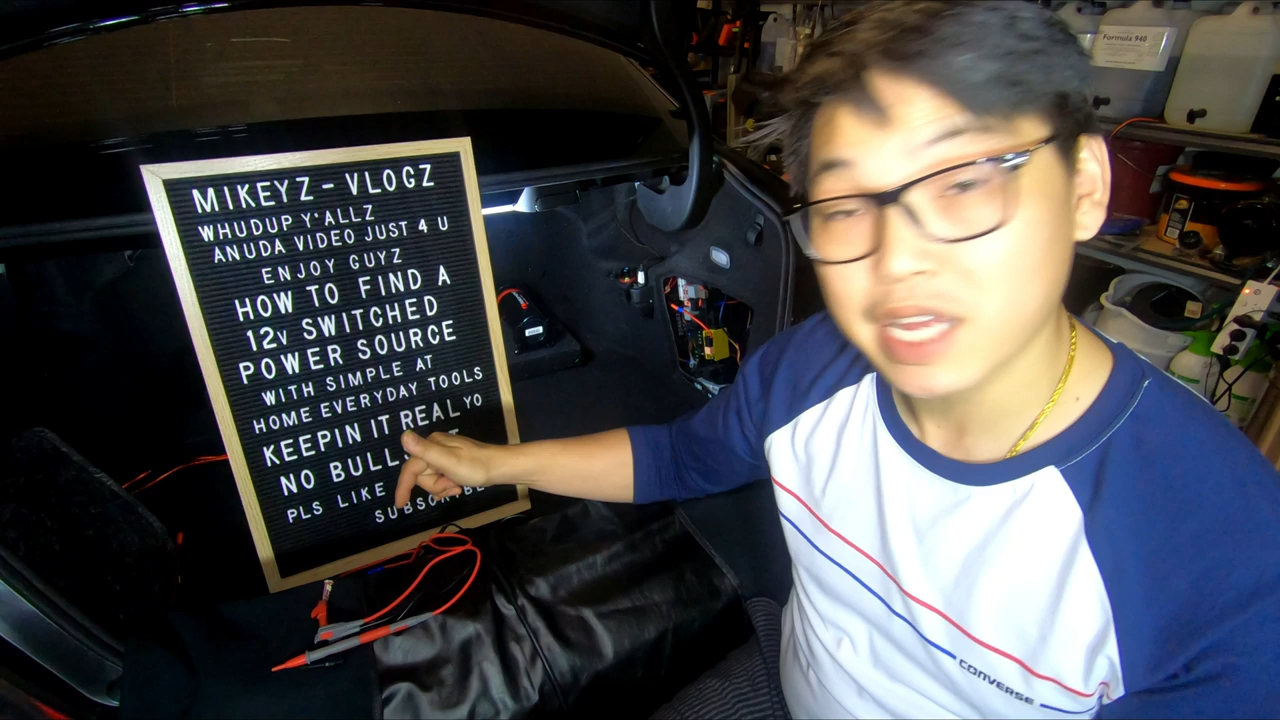 MIKEYZ-VLOGZ
WHUDUP Y'ALLZ
ANUDA VIDEO JUST 4 U
ENJOY GUYZ
HOW TO FIND A
12V SWITCHED
POWER SOURCE
WITH SIMPLE AT
HOME EVERYDAY TOOLS
KEEPIN IT REAL YO
NO
PLS LIKE
SUBSCRIBE
Formula 940
CONVERSE